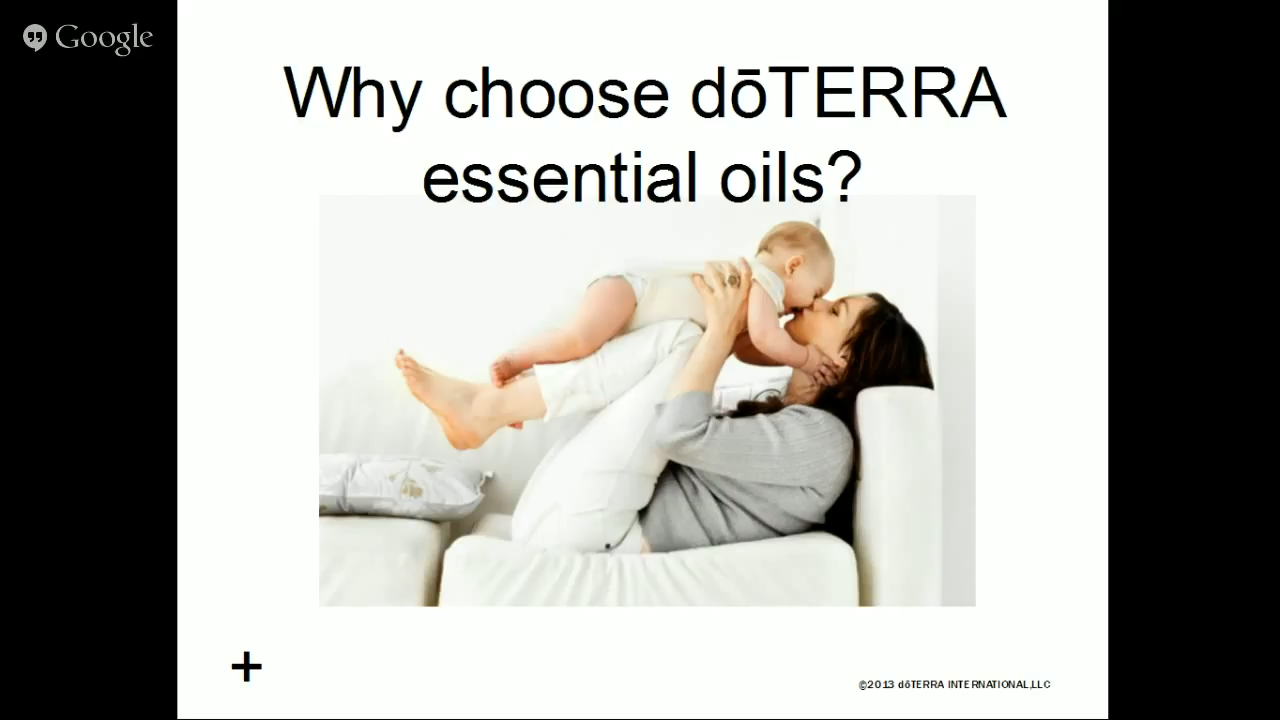 Google
Why choose dōTERRA
essential oils?
+
©2013 dōTERRA INTERNATIONAL,LLC